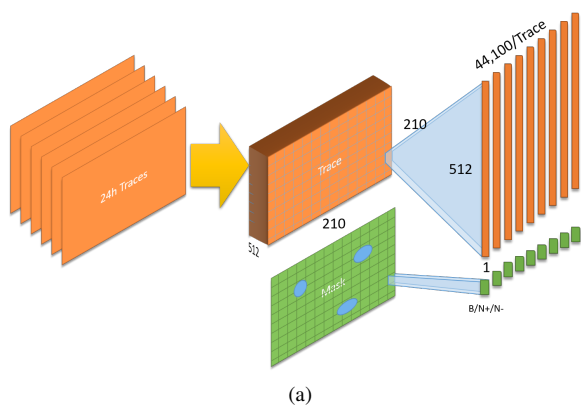 24h Traces
Trace
512
210
210
512
44,100/Trace
1
Mask
B/N+/N-
(a)